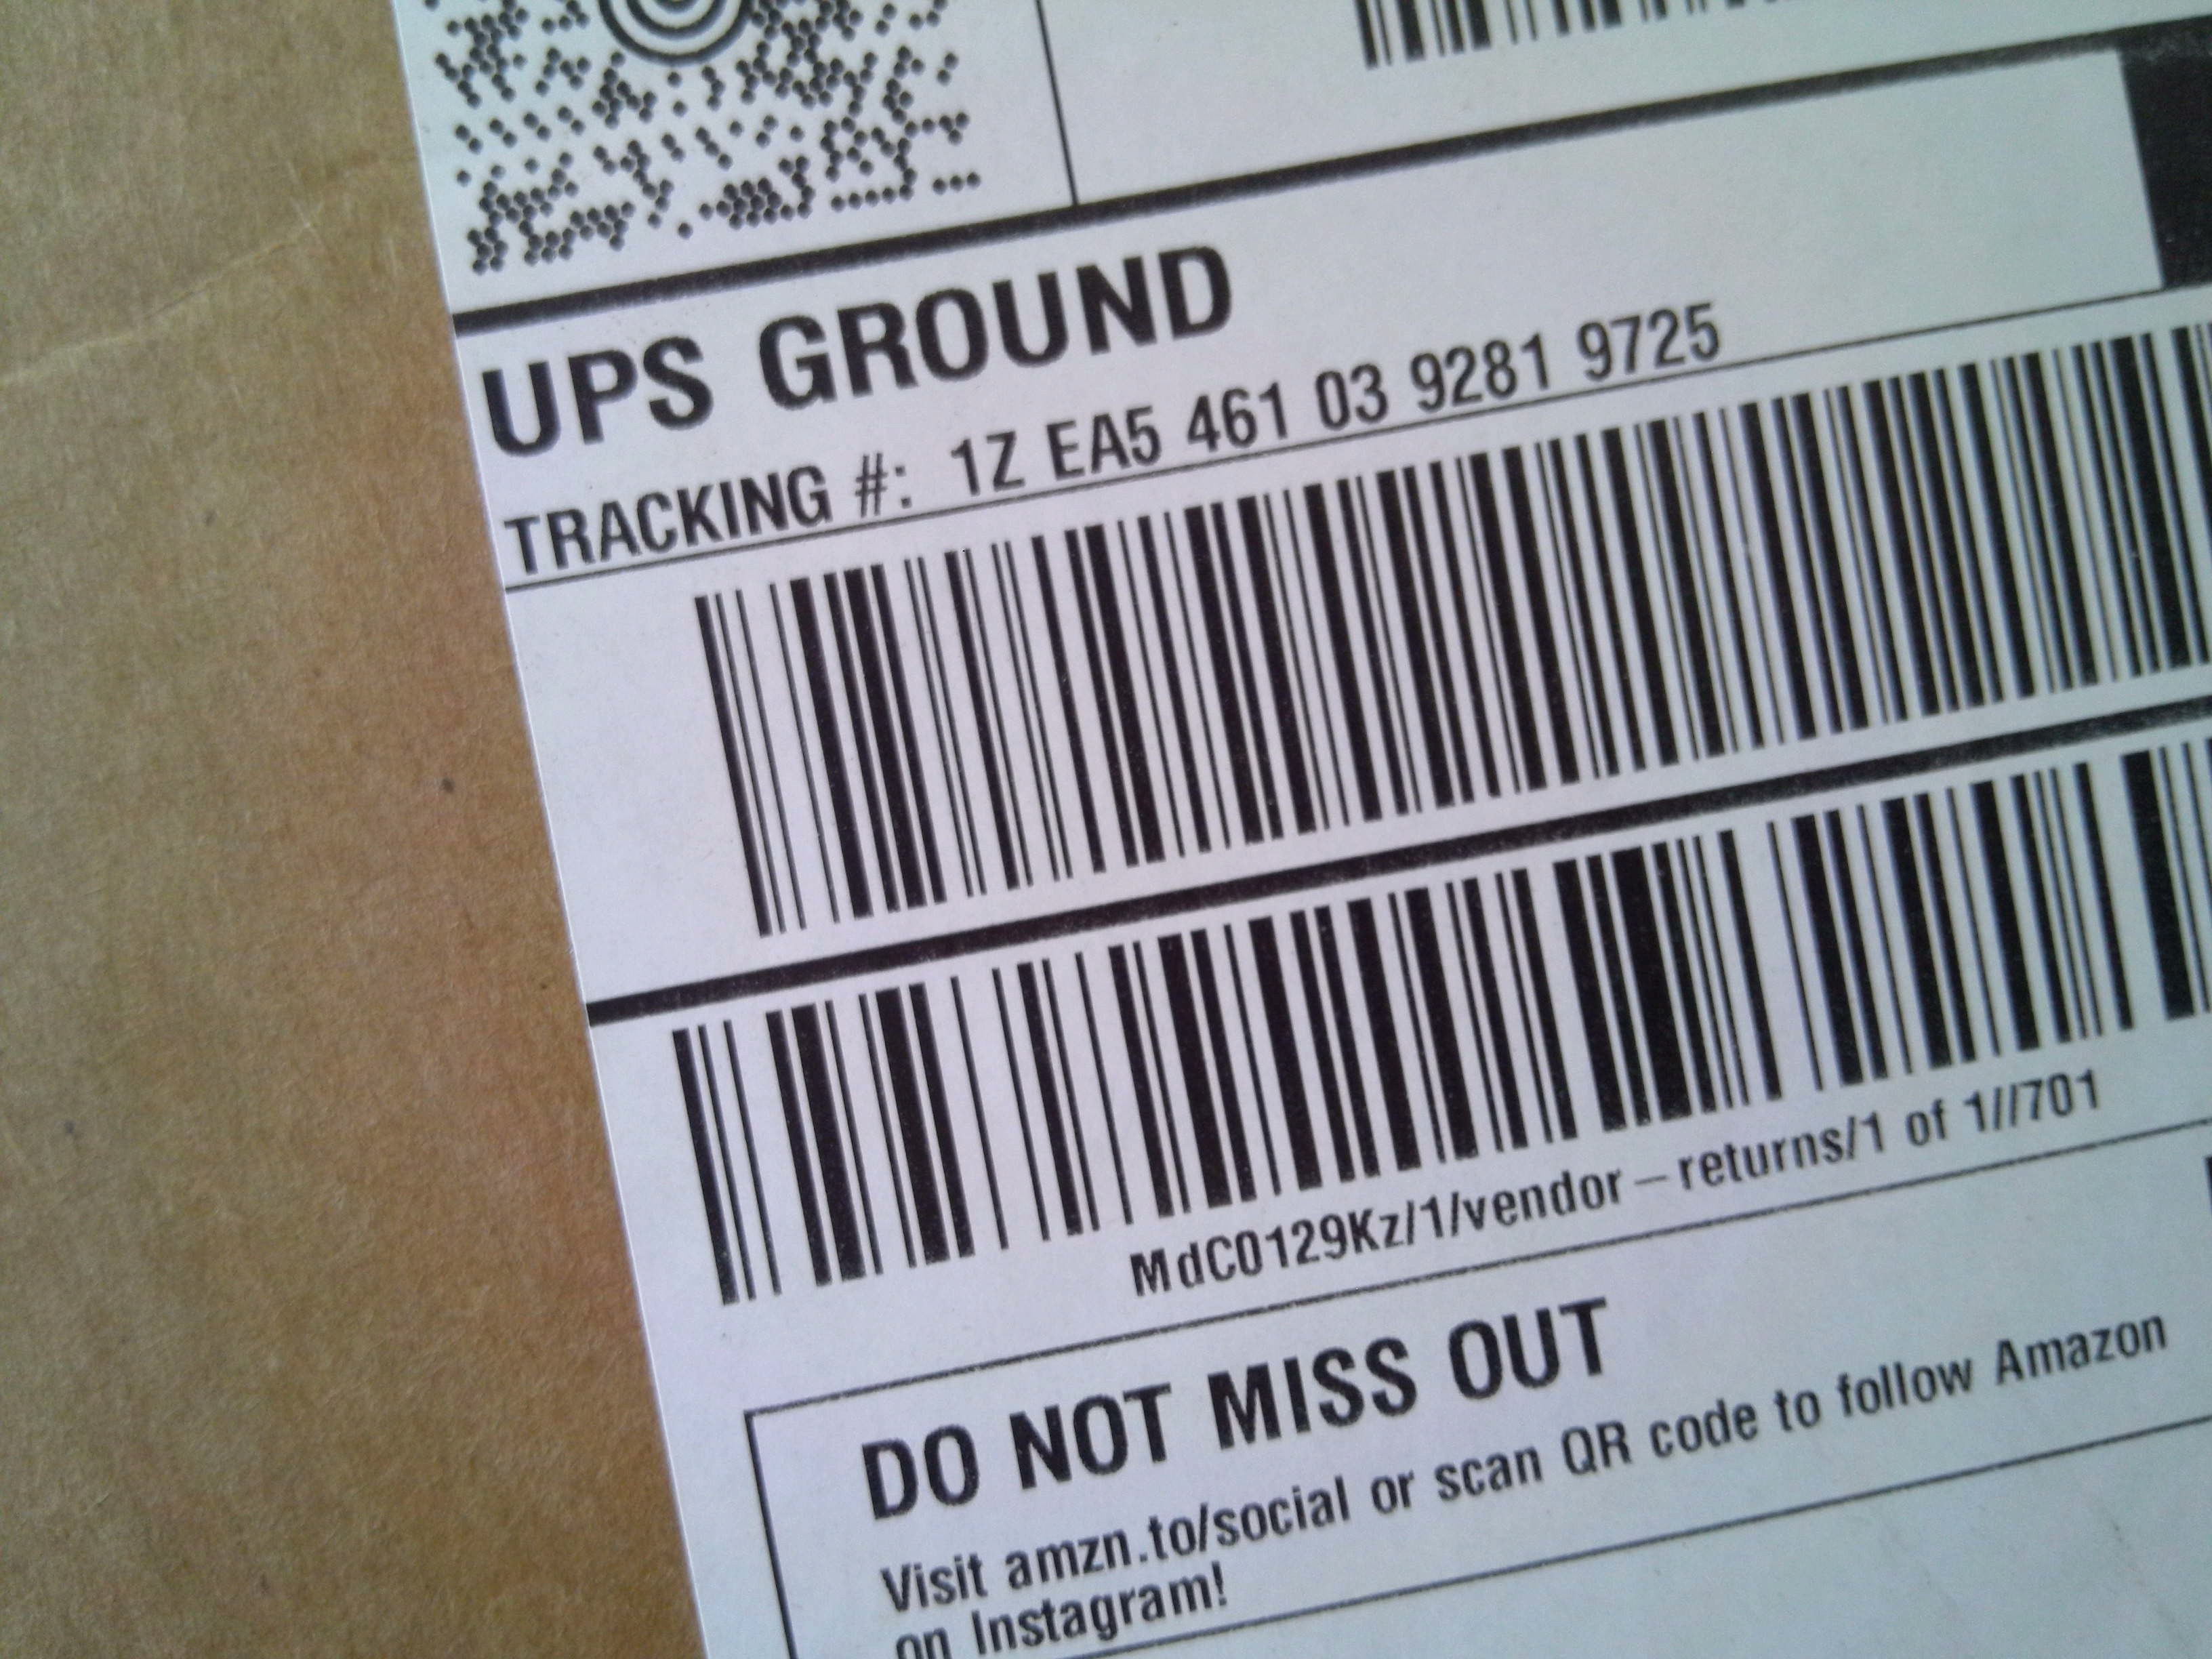 UPS GROUND
TRACKING #: 1Z EA5 461 03 9281 9725
MdC0129Kz/1/vendor-returns/1 of 1//701
DO NOT MISS OUT
Visit amzn.to/social or scan QR code to follow Amazon
on Instagram!